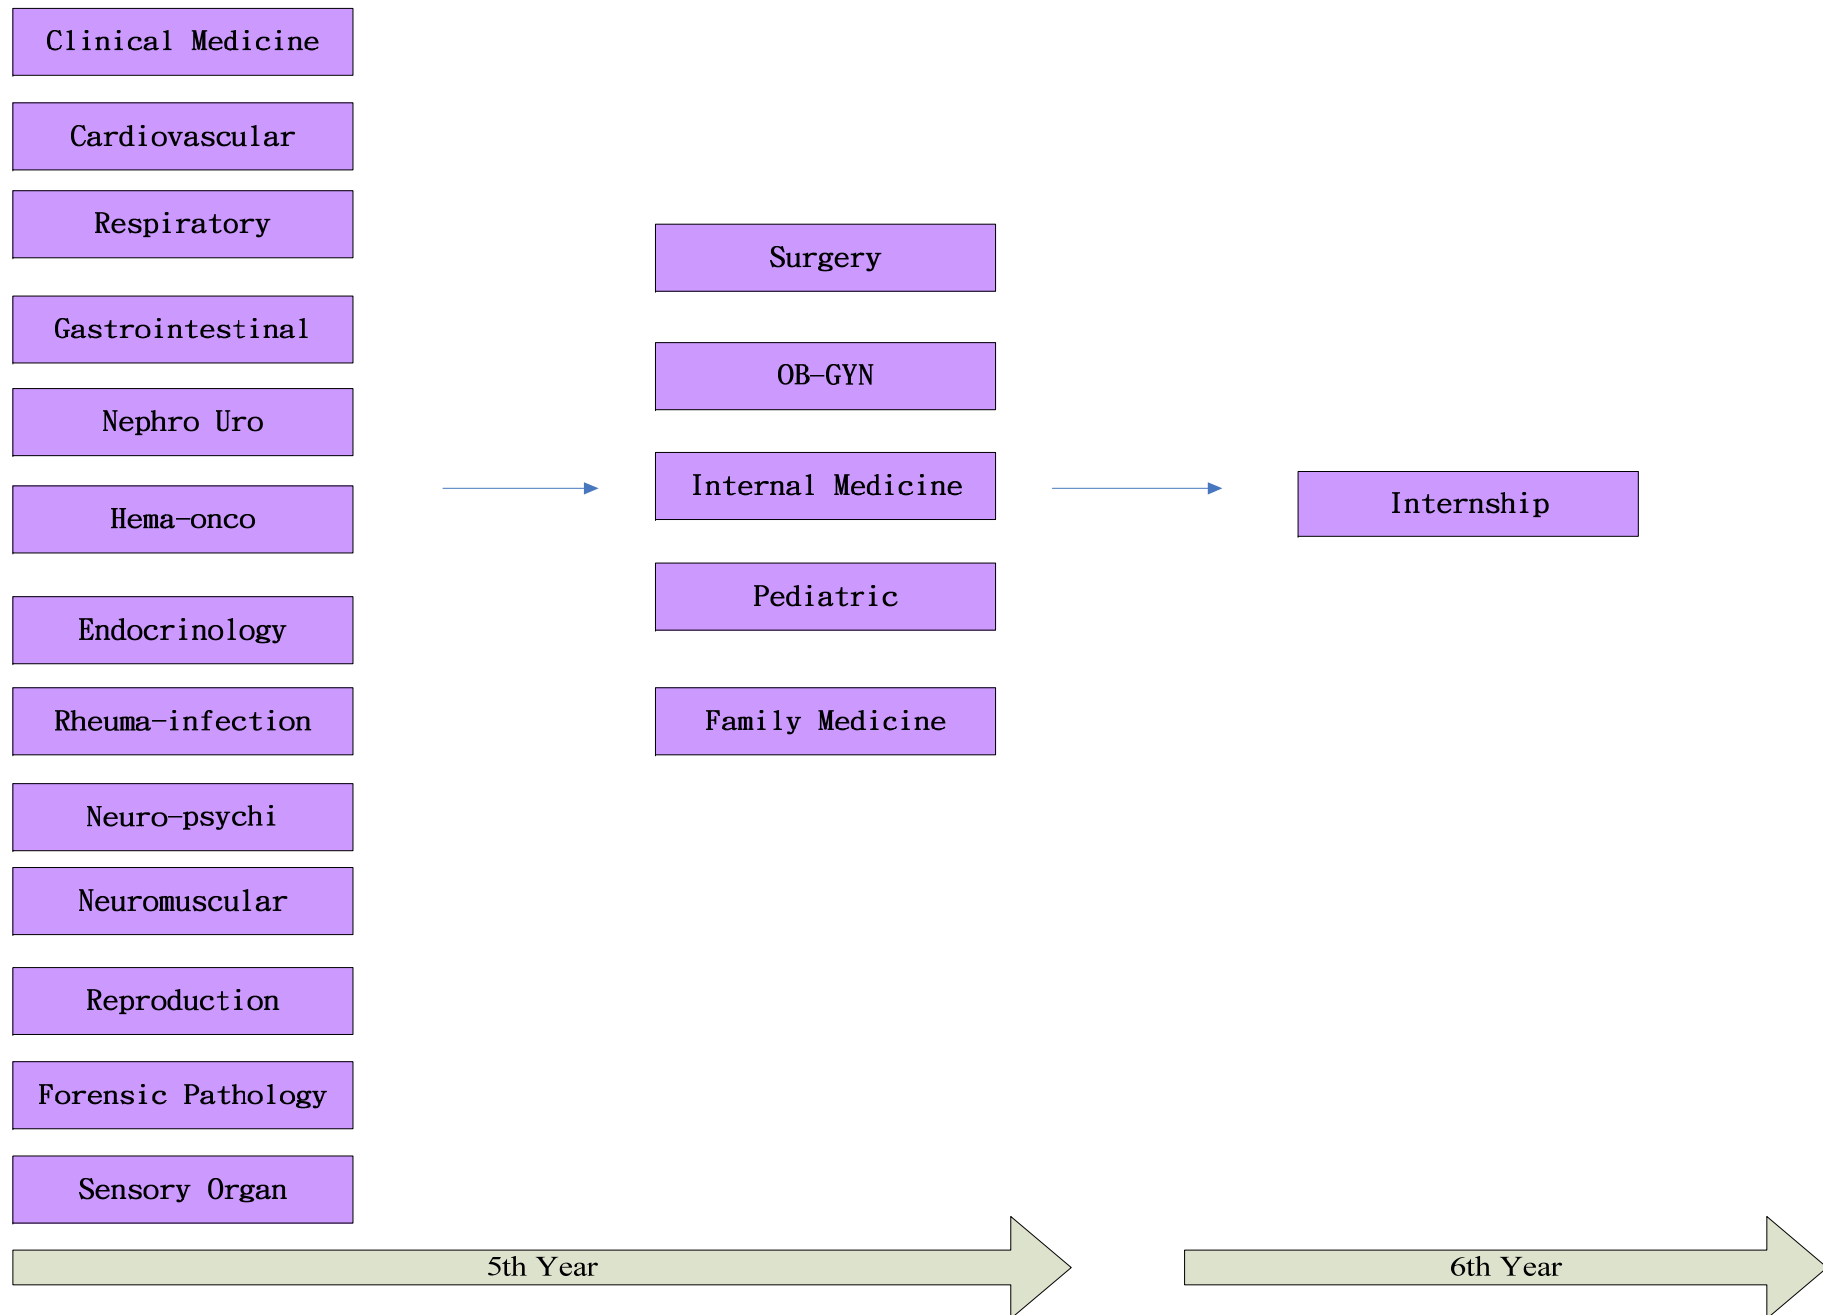 Clinical Medicine
Cardiovascular
Respiratory
Gastrointestinal
Nephro Uro
Hema-onco
Endocrinology
Rheuma-infection
Neuro-psychi
Neuromuscular
Reproduction
Forensic Pathology
Sensory Organ
Surgery
OB-GYN
Internal Medicine
Pediatric
Family Medicine
Internship
5th Year
6th Year